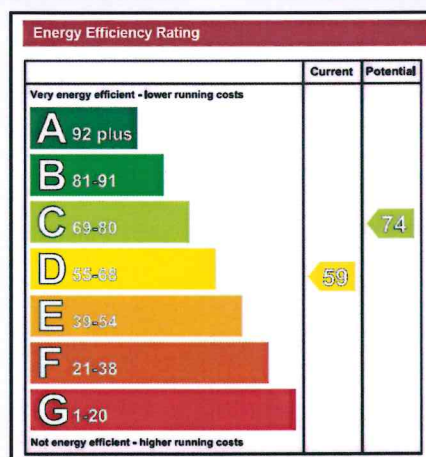 Energy Efficiency Rating
Current Potential
Very energy efficient - lower running costs
A 92 plus
B 81-91
C 69-80
74
D 55-68
59
E 39-54
F 21-38
G 1-20
Not energy efficient - higher running costs